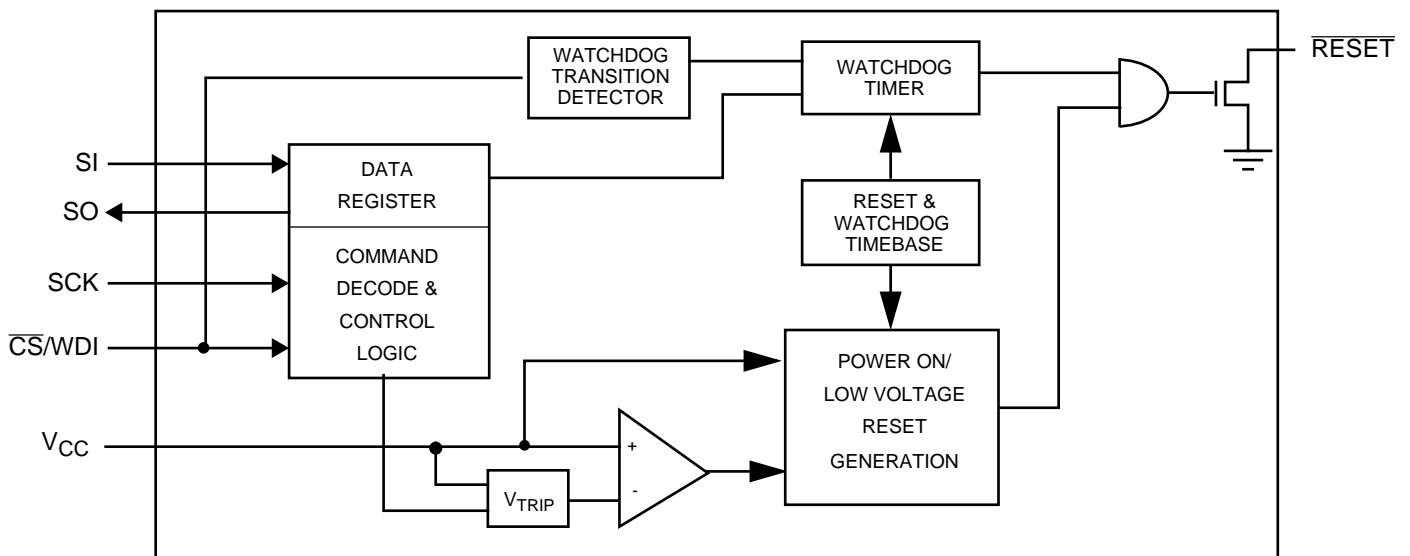 WATCHDOG
TRANSITION
DETECTOR
WATCHDOG
TIMER
RESET
SI
SO
SCK
CS/WDI
VCC
DATA
REGISTER
COMMAND
DECODE &
CONTROL
LOGIC
RESET &
WATCHDOG
TIMEBASE
POWER ON/
LOW VOLTAGE
RESET
GENERATION
+
-
VTRIP